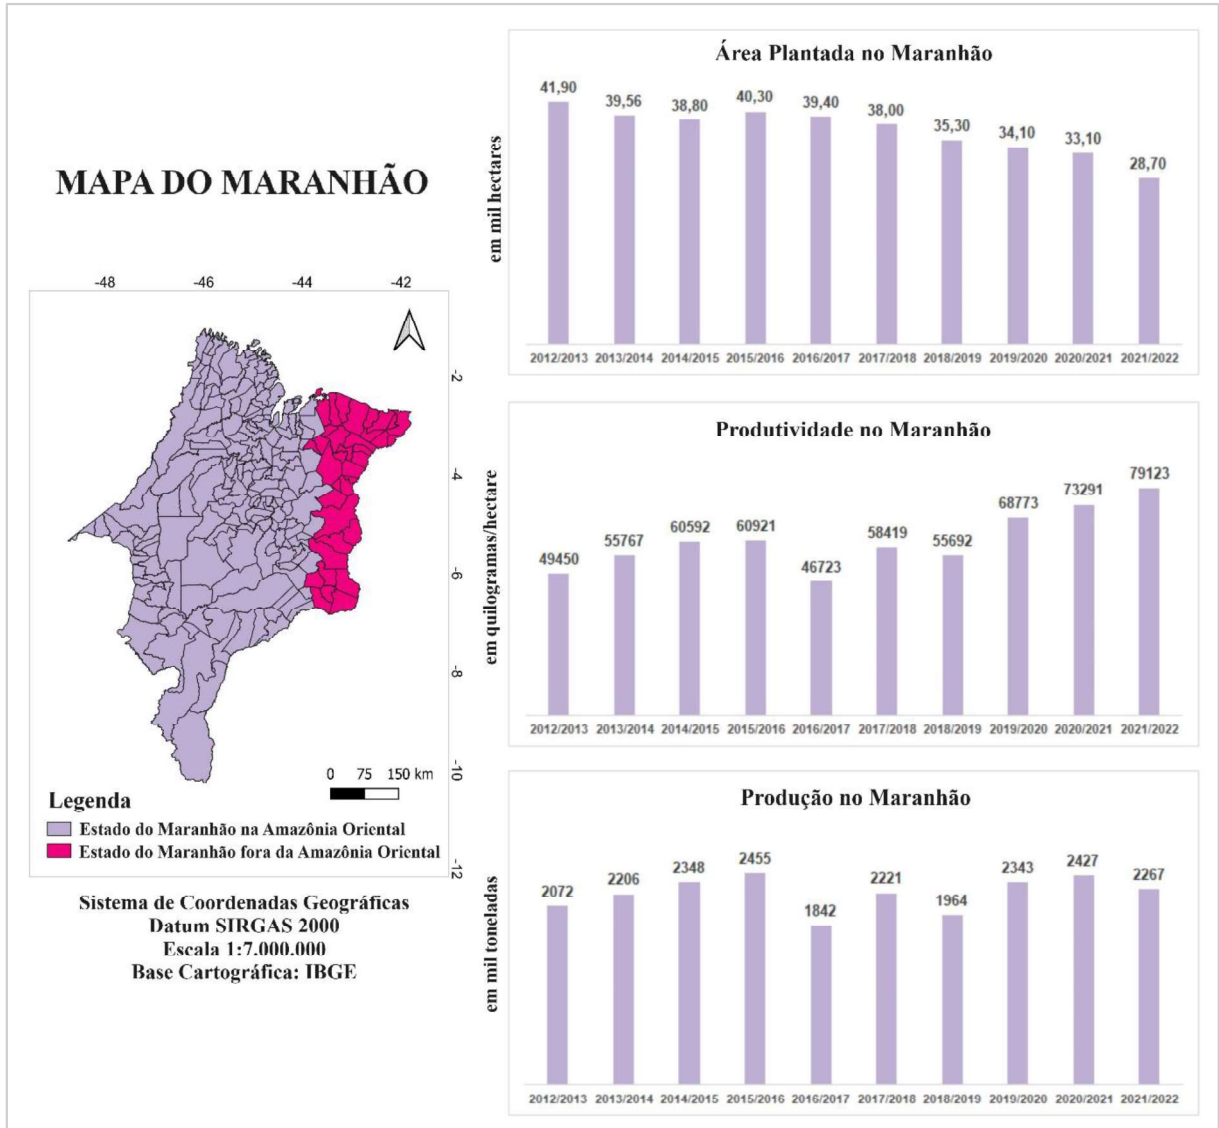 MAPA DO MARANHÃO
-48 -46 -44 -42
-2
-4
-6
-8
-10
-12
0 75 150 km
Legenda
Estado do Maranhão na Amazônia Oriental
Estado do Maranhão fora da Amazônia Oriental
Sistema de Coordenadas Geográficas
Datum SIRGAS 2000
Escala 1:7.000.000
Base Cartográfica: IBGE
Área Plantada no Maranhão
em mil hectares
41,90 39,56 38,80 40,30 39,40 38,00 35,30 34,10 33,10 28,70
2012/2013 2013/2014 2014/2015 2015/2016 2016/2017 2017/2018 2018/2019 2019/2020 2020/2021 2021/2022
Produtividade no Maranhão
em quilogramas/hectare
49450 55767 60592 60921 46723 58419 55692 68773 73291 79123
2012/2013 2013/2014 2014/2015 2015/2016 2016/2017 2017/2018 2018/2019 2019/2020 2020/2021 2021/2022
Produção no Maranhão
em mil toneladas
2072 2206 2348 2455 1842 2221 1964 2343 2427 2267
2012/2013 2013/2014 2014/2015 2015/2016 2016/2017 2017/2018 2018/2019 2019/2020 2020/2021 2021/2022